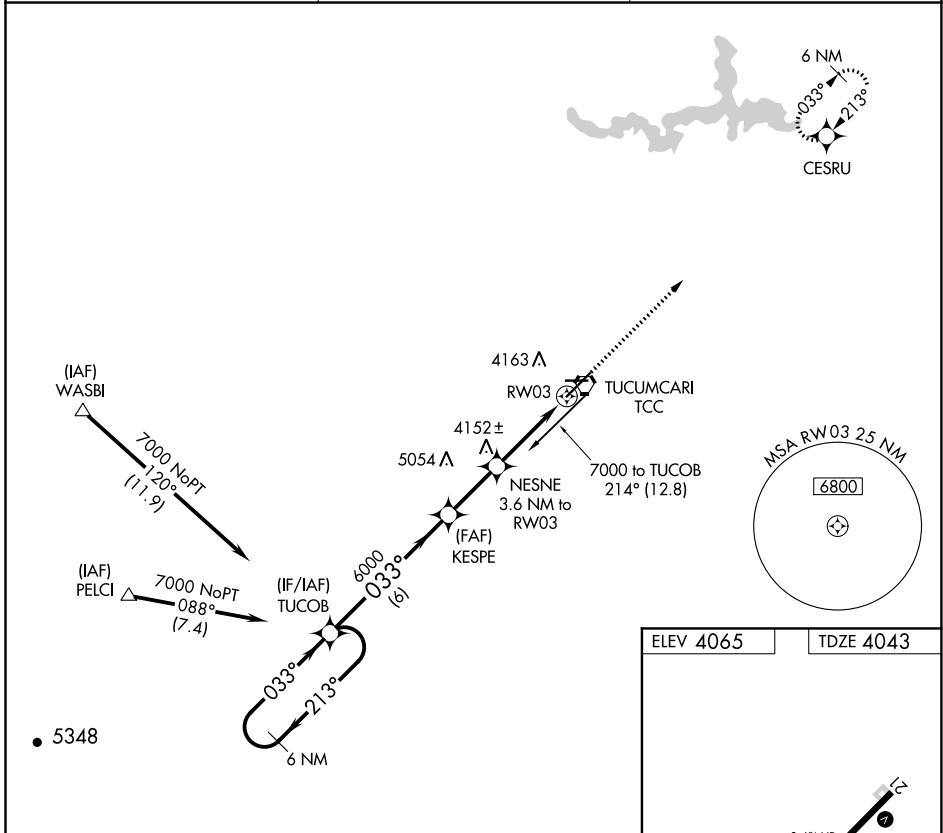 6 NM
033°
213°
CESRU
4163
RW03
TUCUMCARI
TCC
(IAF)
WASBI
7000 NoPT
120°
(11.9)
4152±
5054
NESNE
3.6 NM to
RW03
7000 to TUCOB
214° (12.8)
MSA RW03 25 NM
6800
(FAF)
KESPE
6000
033°
(6)
(IAF)
PELCI
7000 NoPT
088°
(7.4)
(IF/IAF)
TUCOB
033°
213°
6 NM
5348
ELEV 4065
TDZE 4043
21
V